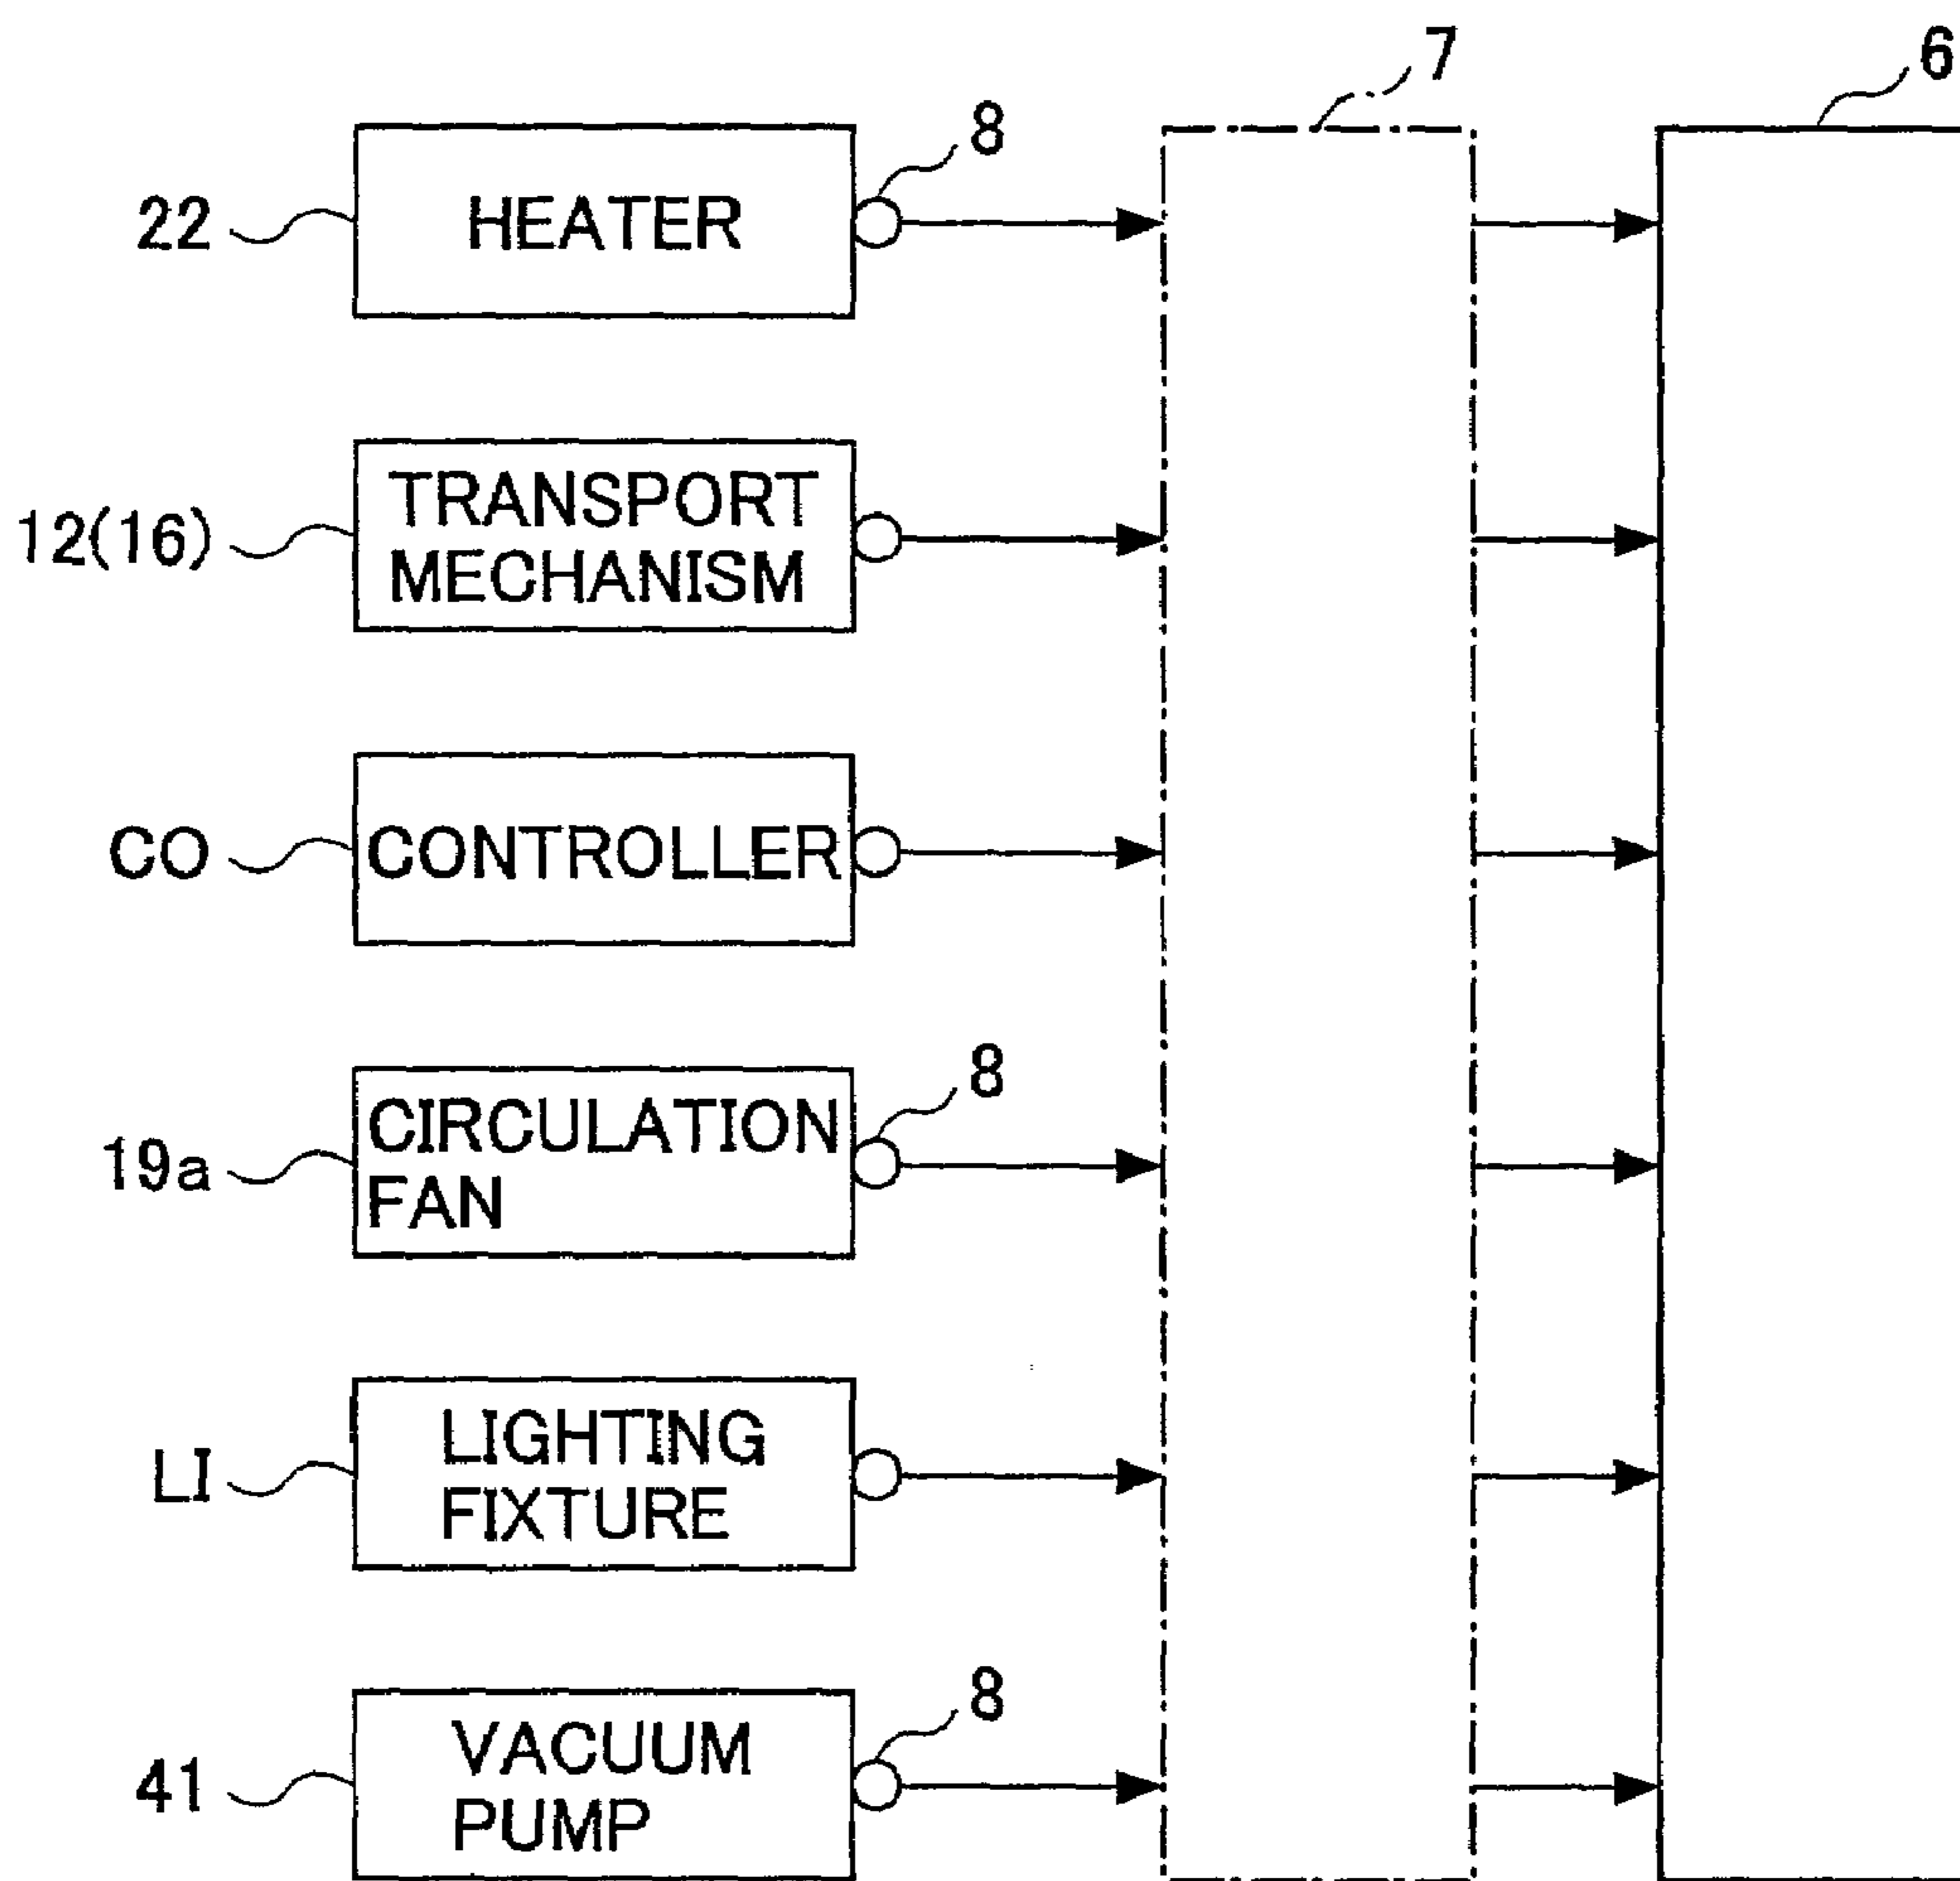 7
6
8
22
HEATER
12(16)
TRANSPORT
MECHANISM
CO
CONTROLLER
8
19a
CIRCULATION
FAN
LI
LIGHTING
FIXTURE
8
41
VACUUM
PUMP